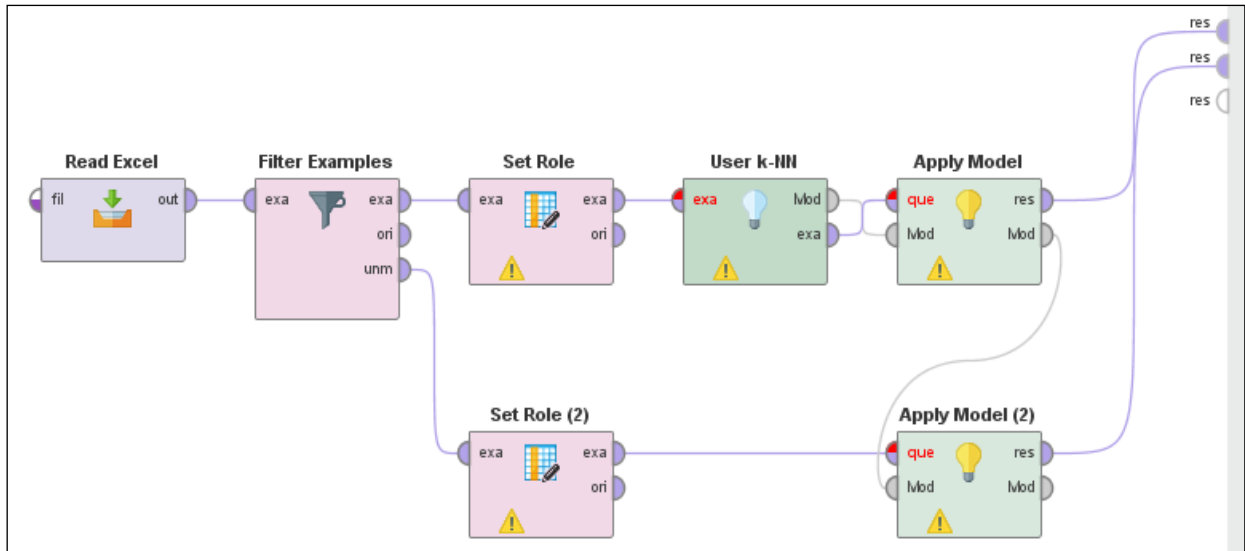 res
res
res
Read Excel
Filter Examples
Set Role
User k-NN
Apply Model
fil out
exa exa
exa exa
exa Mod
que res
ori
ori
exa
Mod Mod
unm
Set Role (2)
Apply Model (2)
exa exa
que res
ori
Mod Mod